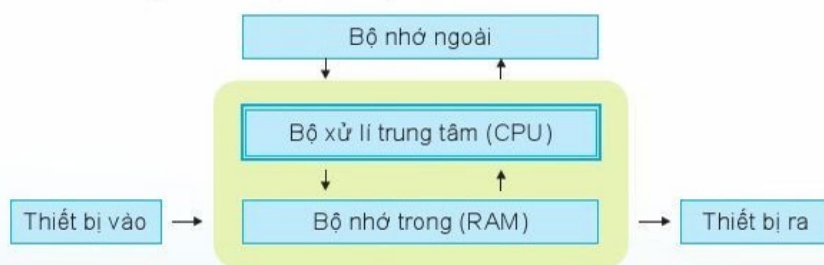 Bộ nhớ ngoài
Bộ xử lí trung tâm (CPU)
Thiết bị vào
Bộ nhớ trong (RAM)
Thiết bị ra